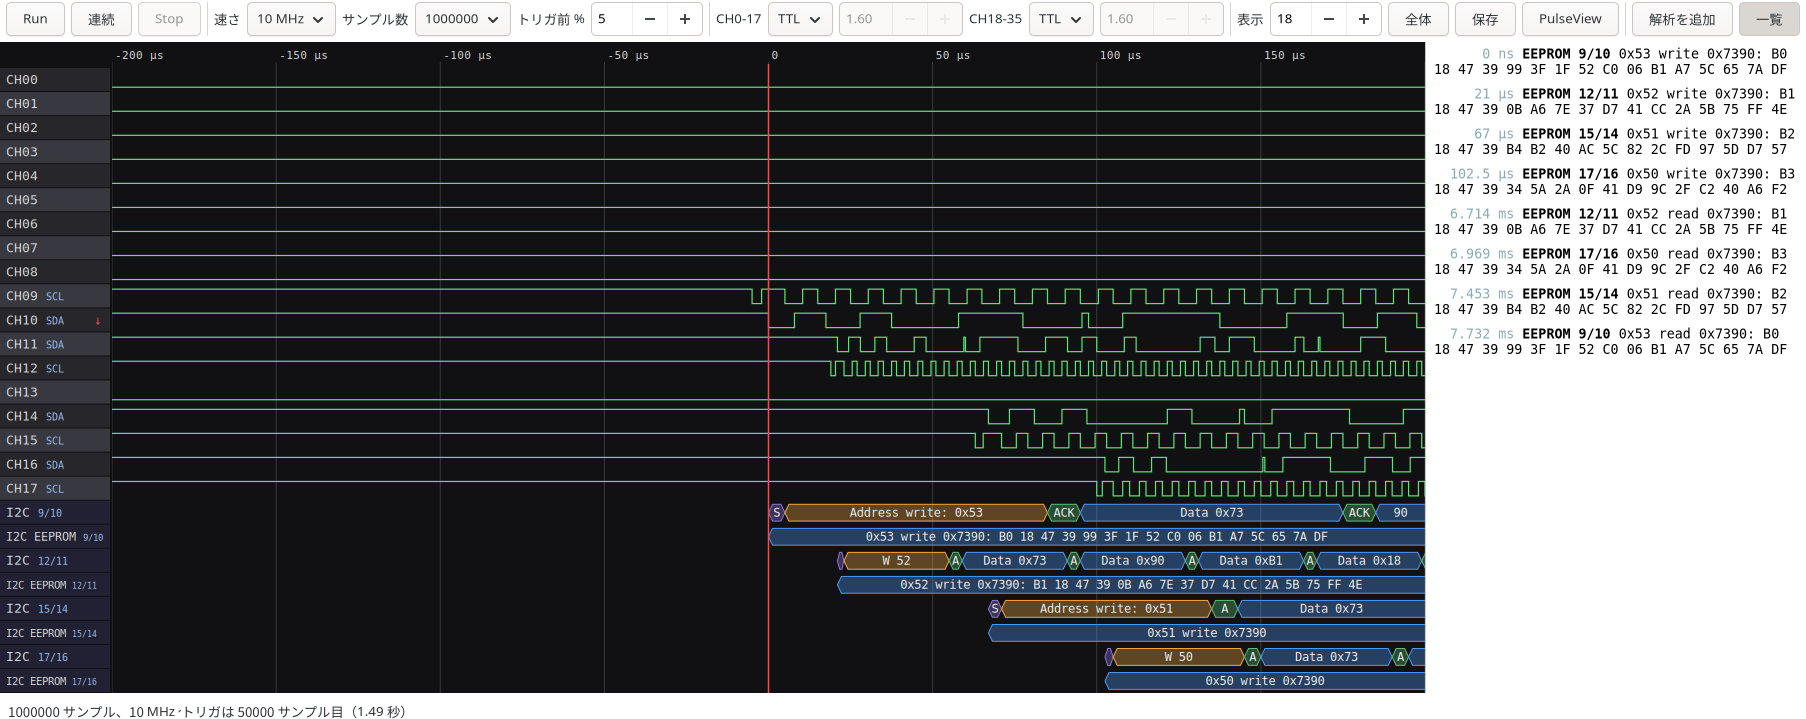 Run 連続 Stop 速さ 10 MHz サンプル数 1000000 トリガ前 % 5 − + CH0-17 TTL 1.60 − + CH18-35 TTL 1.60 − + 表示 18 − + 全体 保存 PulseView 解析を追加 一覧
-200 µs -150 µs -100 µs -50 µs 0 50 µs 100 µs 150 µs
CH00
CH01
CH02
CH03
CH04
CH05
CH06
CH07
CH08
CH09 SCL
CH10 SDA ↓
CH11 SDA
CH12 SCL
CH13
CH14 SDA
CH15 SCL
CH16 SDA
CH17 SCL
I2C 9/10 S Address write: 0x53 ACK Data 0x73 ACK 90
I2C EEPROM 9/10 0x53 write 0x7390: B0 18 47 39 99 3F 1F 52 C0 06 B1 A7 5C 65 7A DF
I2C 12/11 W 52 A Data 0x73 A Data 0x90 A Data 0xB1 A Data 0x18
I2C EEPROM 12/11 0x52 write 0x7390: B1 18 47 39 0B A6 7E 37 D7 41 CC 2A 5B 75 FF 4E
I2C 15/14 S Address write: 0x51 A Data 0x73
I2C EEPROM 15/14 0x51 write 0x7390
I2C 17/16 W 50 A Data 0x73 A
I2C EEPROM 17/16 0x50 write 0x7390
0 ns EEPROM 9/10 0x53 write 0x7390: B0
18 47 39 99 3F 1F 52 C0 06 B1 A7 5C 65 7A DF
21 µs EEPROM 12/11 0x52 write 0x7390: B1
18 47 39 0B A6 7E 37 D7 41 CC 2A 5B 75 FF 4E
67 µs EEPROM 15/14 0x51 write 0x7390: B2
18 47 39 B4 B2 40 AC 5C 82 2C FD 97 5D D7 57
102.5 µs EEPROM 17/16 0x50 write 0x7390: B3
18 47 39 34 5A 2A 0F 41 D9 9C 2F C2 40 A6 F2
6.714 ms EEPROM 12/11 0x52 read 0x7390: B1
18 47 39 0B A6 7E 37 D7 41 CC 2A 5B 75 FF 4E
6.969 ms EEPROM 17/16 0x50 read 0x7390: B3
18 47 39 34 5A 2A 0F 41 D9 9C 2F C2 40 A6 F2
7.453 ms EEPROM 15/14 0x51 read 0x7390: B2
18 47 39 B4 B2 40 AC 5C 82 2C FD 97 5D D7 57
7.732 ms EEPROM 9/10 0x53 read 0x7390: B0
18 47 39 99 3F 1F 52 C0 06 B1 A7 5C 65 7A DF
1000000 サンプル、10 MHz・トリガは 50000 サンプル目（1.49 秒）